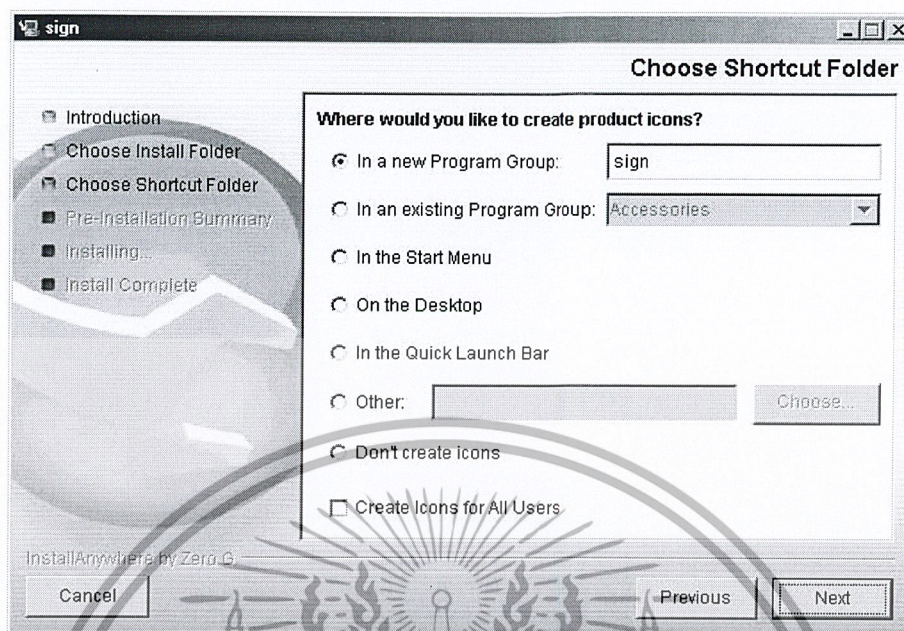 sign
Choose Shortcut Folder
Introduction
Choose Install Folder
Choose Shortcut Folder
Pre-Installation Summary
Installing...
Install Complete
Where would you like to create product icons?
In a new Program Group: sign
In an existing Program Group: Accessories
In the Start Menu
On the Desktop
In the Quick Launch Bar
Other: Choose...
Don't create icons
Create Icons for All Users
InstallAnywhere by Zero G
Cancel Previous Next